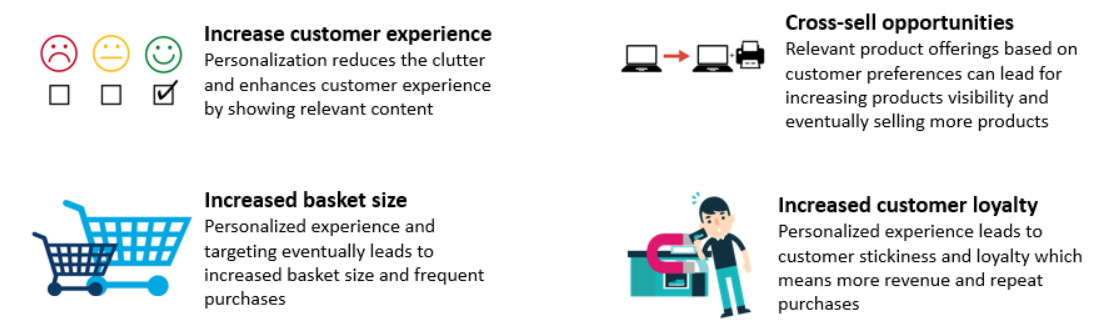 Increase customer experience
Personalization reduces the clutter
and enhances customer experience
by showing relevant content
Cross-sell opportunities
Relevant product offerings based on
customer preferences can lead for
increasing products visibility and
eventually selling more products
Increased basket size
Personalized experience and
targeting eventually leads to
increased basket size and frequent
purchases
Increased customer loyalty
Personalized experience leads to
customer stickiness and loyalty which
means more revenue and repeat
purchases